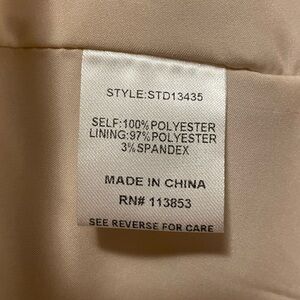 STYLE:STD13435
SELF:100%POLYESTER
LINING:97%POLYESTER
3%SPANDEX
MADE IN CHINA
RN# 113853
SEE REVERSE FOR CARE